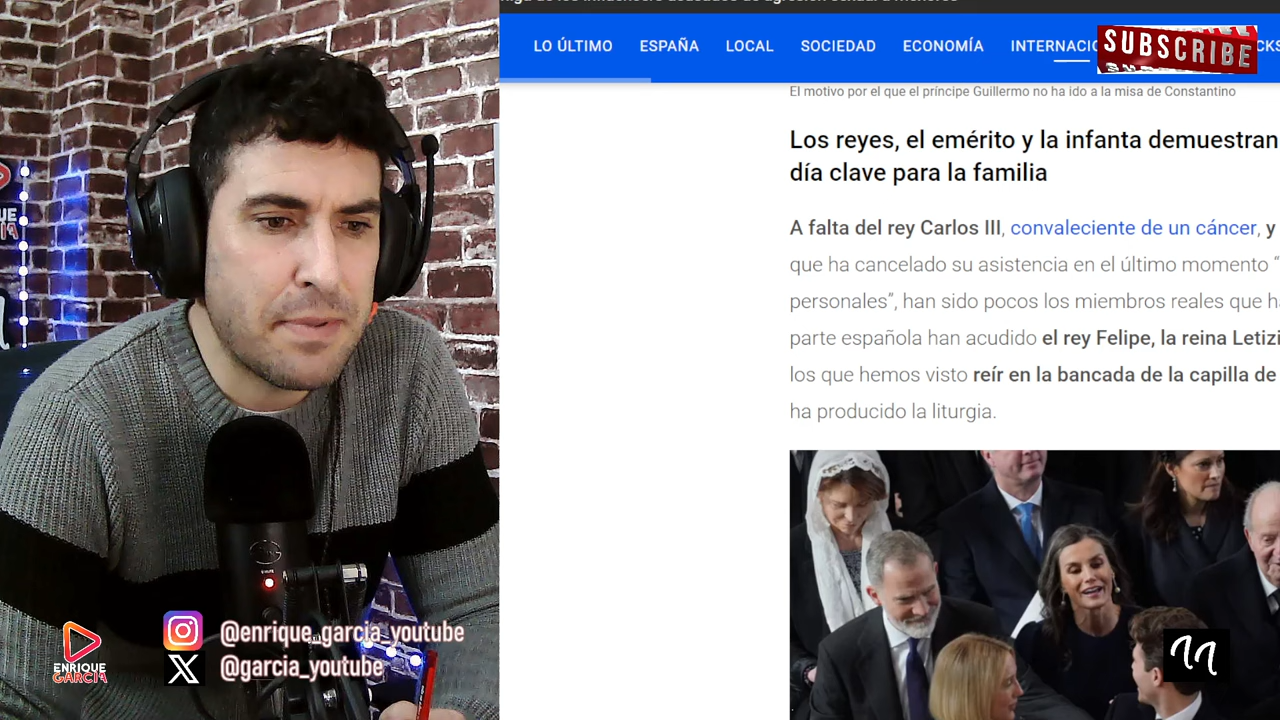 LO ÚLTIMO ESPAÑA LOCAL SOCIEDAD ECONOMÍA
SUBSCRIBE
El motivo por el que el príncipe Guillermo no ha ido a la misa de Constantino
Los reyes, el emérito y la infanta demuestran
día clave para la familia
A falta del rey Carlos III, convaleciente de un cáncer, y
que ha cancelado su asistencia en el último momento “
personales”, han sido pocos los miembros reales que
parte española han acudido el rey Felipe, la reina
los que hemos visto reír en la bancada de la capilla de
ha producido la liturgia.
@enrique_garcia_youtube
@garcia_youtube
ENRIQUE
GARCIA